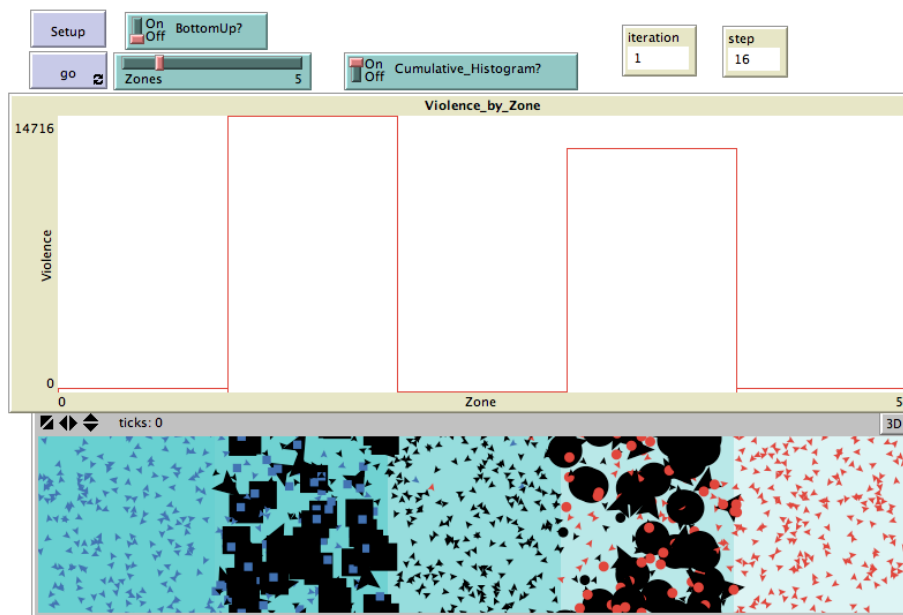 Setup
On
Off
BottomUp?
iteration
1
step
16
go
Zones
5
On
Off
Cumulative_Histogram?
Violence_by_Zone
14716
Violence
0
0
Zone
5
ticks: 0
3D